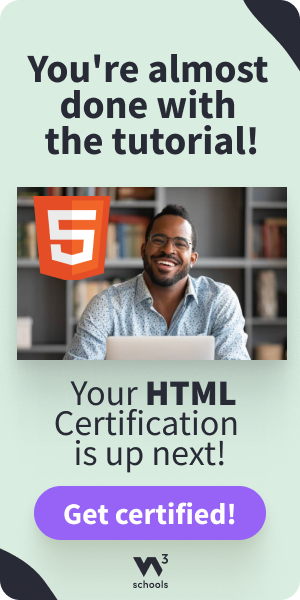 You're almost
done with
the tutorial!
5
Your HTML
Certification
is up next!
Get certified!
w3
schools